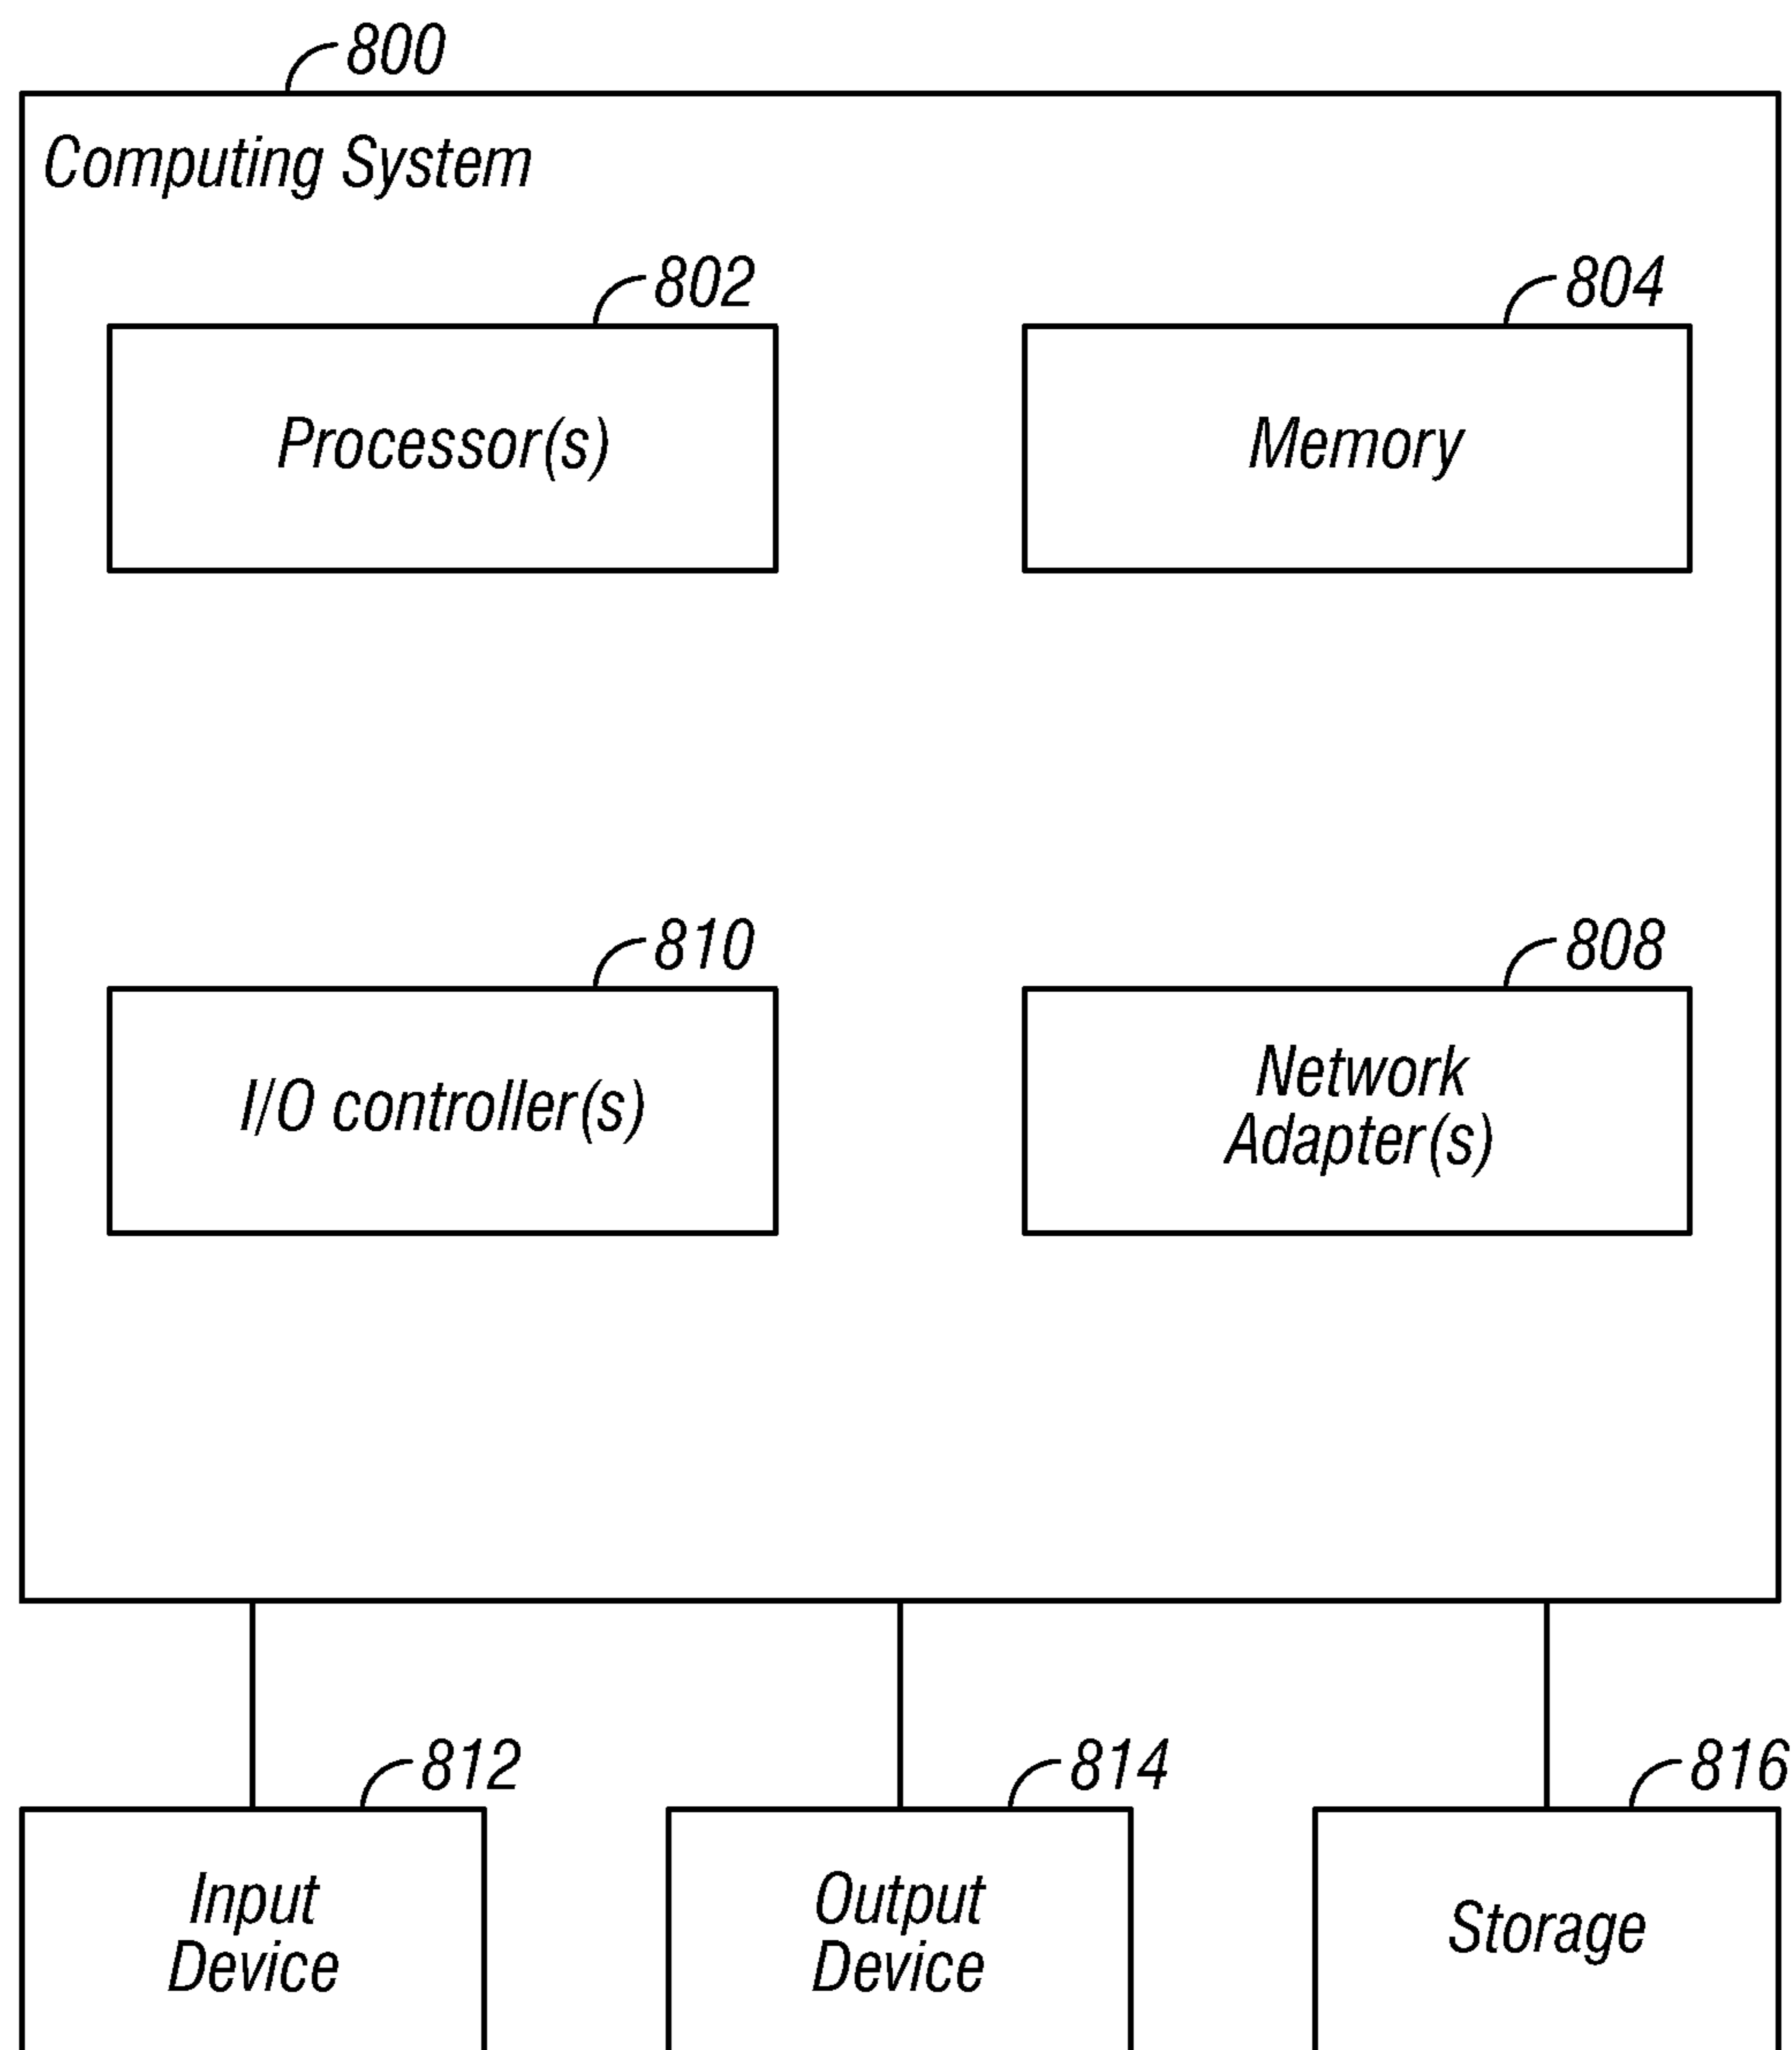 800
Computing System
802
804
Processor(s)
Memory
810
808
I/O controller(s)
Network
Adapter(s)
812
814
816
Input
Device
Output
Device
Storage